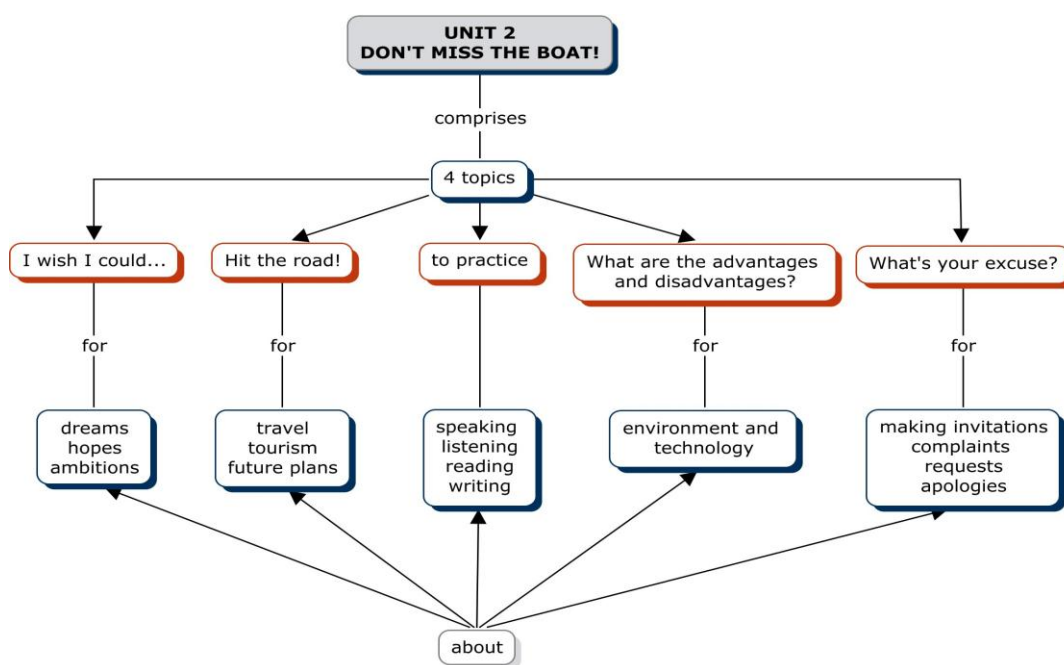 UNIT 2
DON'T MISS THE BOAT!
comprises
4 topics
I wish I could...
Hit the road!
to practice
What are the advantages
and disadvantages?
What's your excuse?
for
for
for
for
dreams
hopes
ambitions
travel
tourism
future plans
speaking
listening
reading
writing
environment and
technology
making invitations
complaints
requests
apologies
about